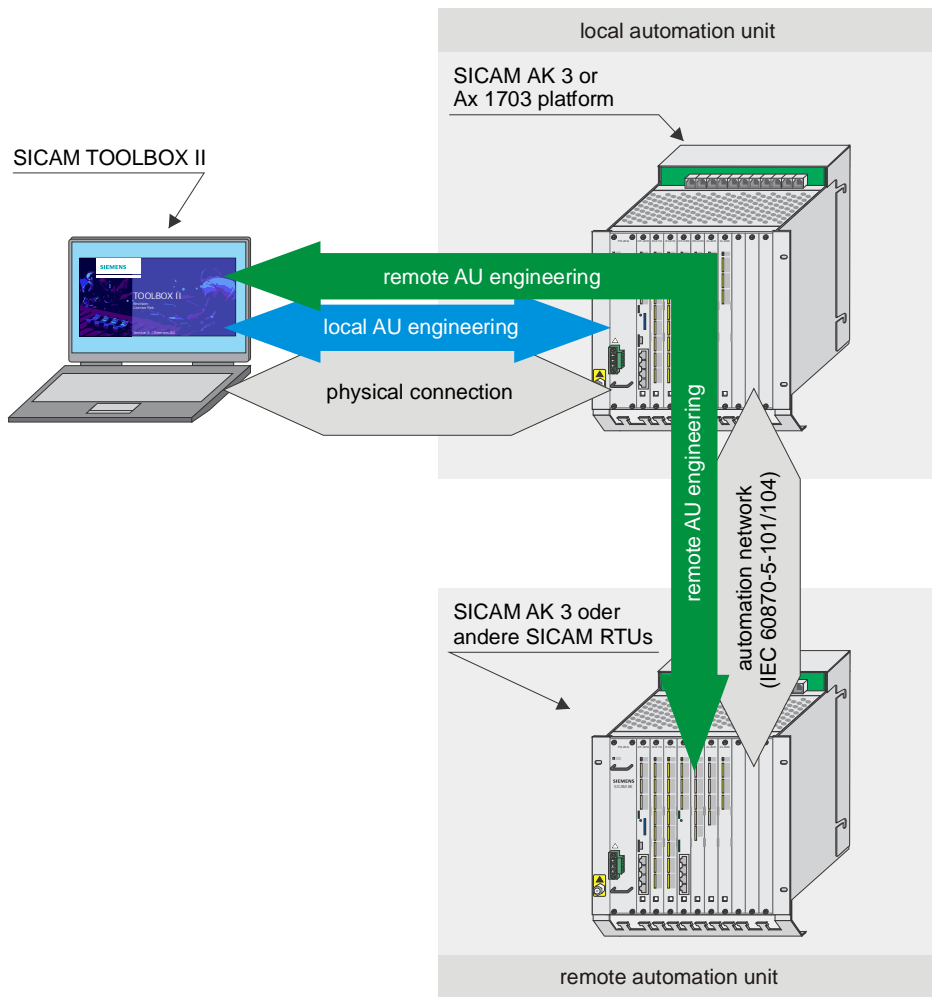 local automation unit
SICAM AK 3 or
Ax 1703 platform
SICAM TOOLBOX II
SIEMENS
TOOLBOX II
remote AU engineering
local AU engineering
physical connection
remote AU engineering
automation network
(IEC 60870-5-101/104)
SICAM AK 3 oder
andere SICAM RTUs
SIEMENS
remote automation unit